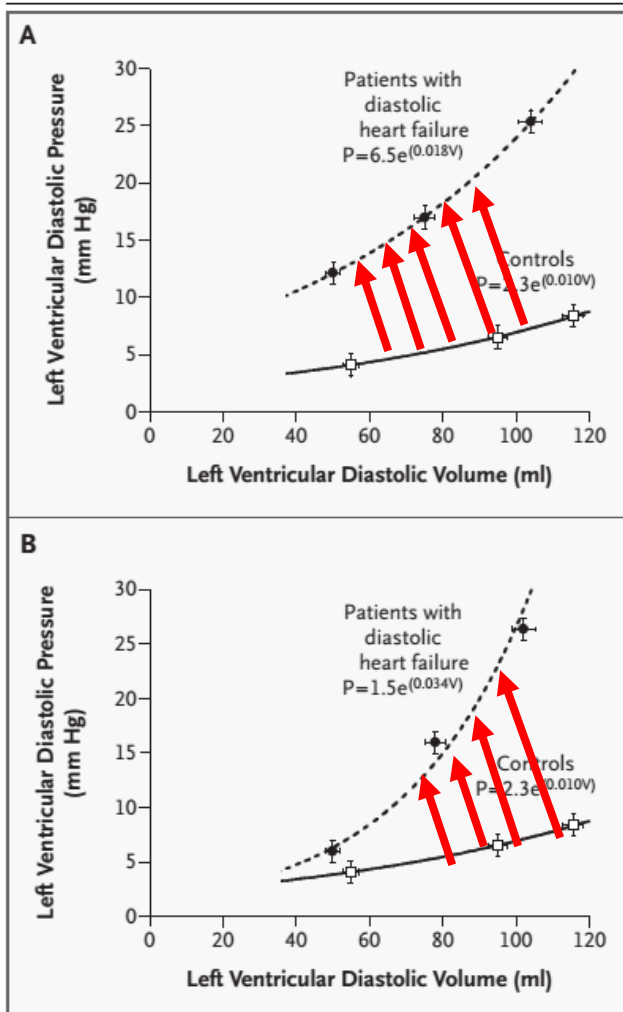 A
Left Ventricular Diastolic Pressure
(mm Hg)
30
25
20
15
10
5
0
Patients with
diastolic
heart failure
P=6.5e(0.018V)
Controls
P=2.3e(0.010V)
0
40
60
80
100
120
Left Ventricular Diastolic Volume (ml)
B
Left Ventricular Diastolic Pressure
(mm Hg)
30
25
20
15
10
5
0
Patients with
diastolic
heart failure
P=1.5e(0.034V)
Controls
P=2.3e(0.010V)
0
40
60
80
100
120
Left Ventricular Diastolic Volume (ml)